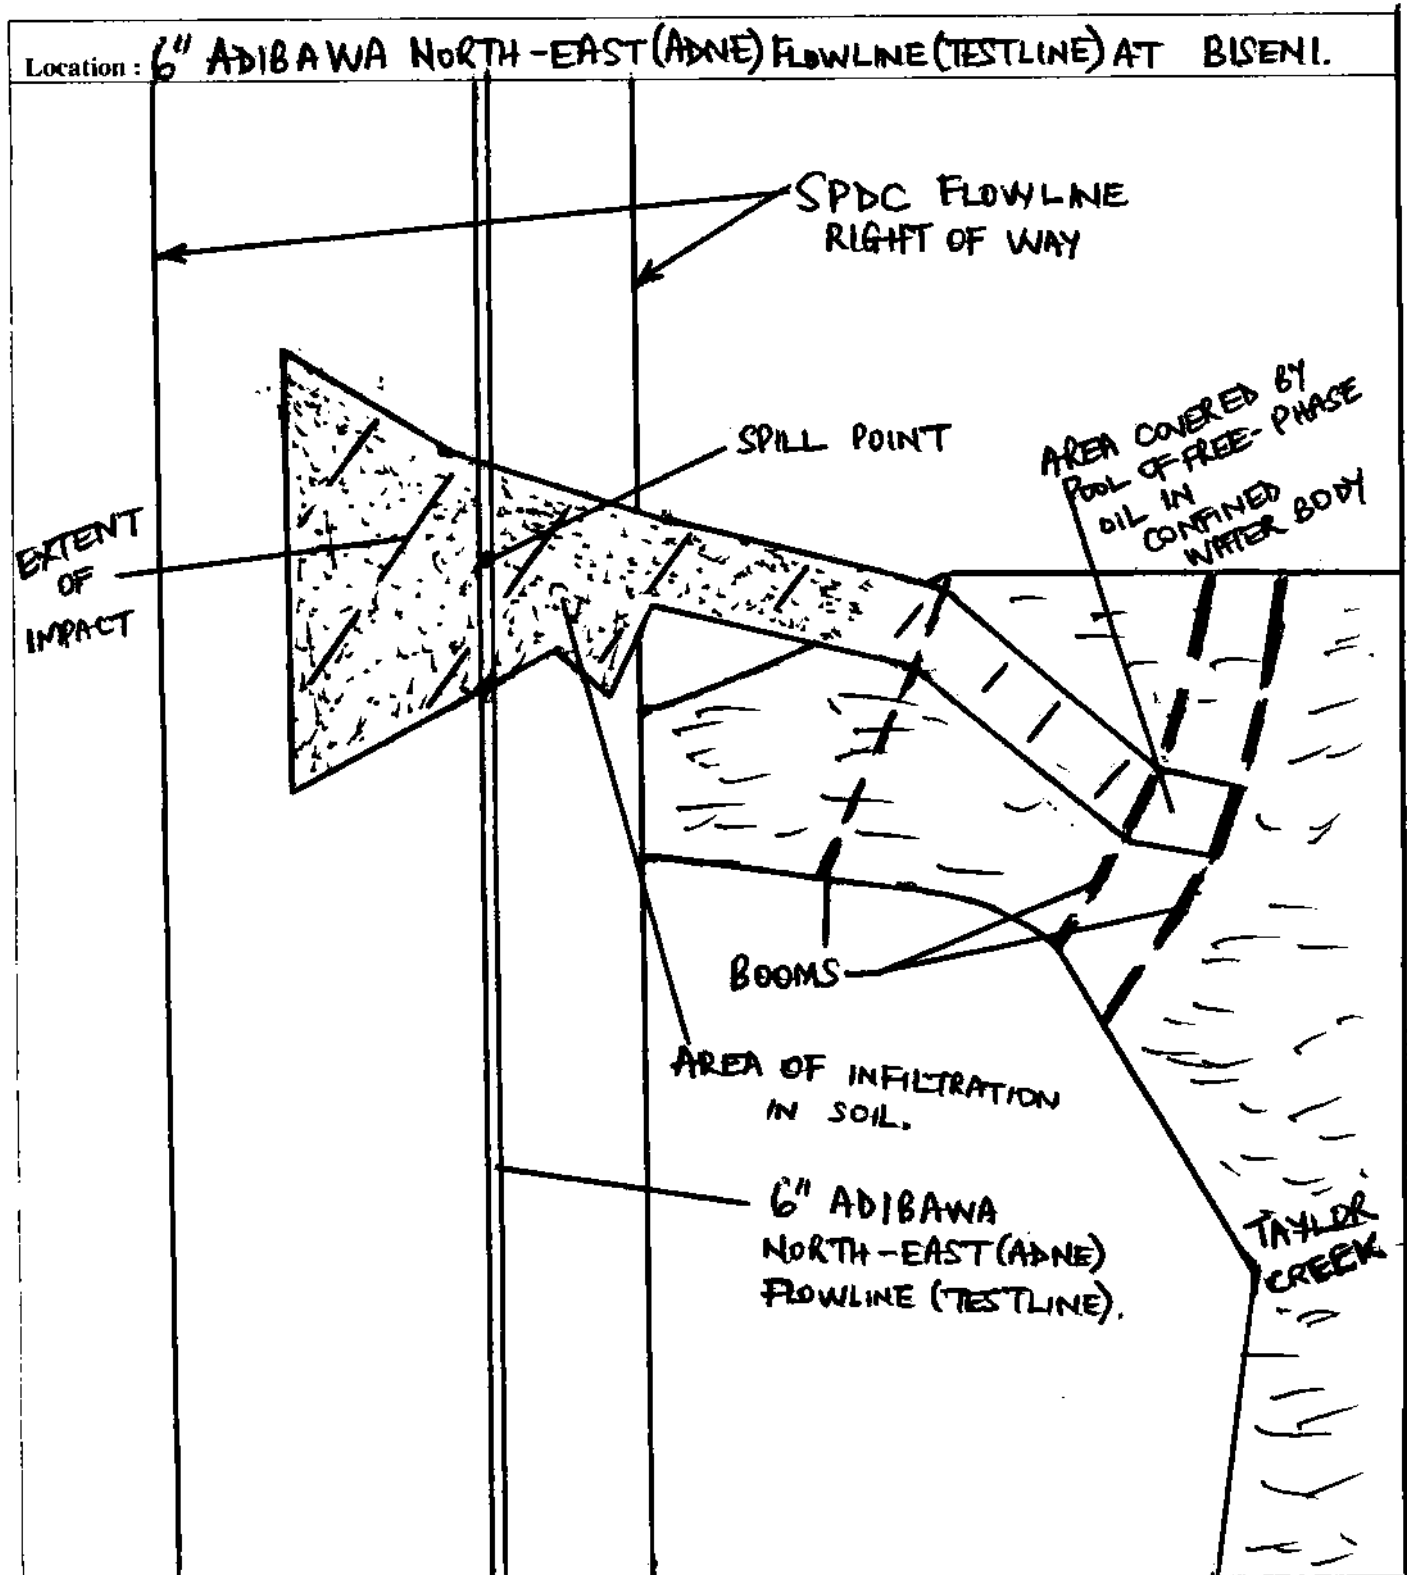 Location : 6" ADIBAWA NORTH-EAST (ADNE) FLOWLINE (TESTLINE) AT BISENI.
SPDC FLOWLINE
RIGHT OF WAY
SPILL POINT
AREA COVERED BY
POOL OF FREE-PHASE
OIL IN
CONFINED
WATER BODY
EXTENT
OF
IMPACT
BOOMS
AREA OF INFILTRATION
IN SOIL.
6" ADIBAWA
NORTH-EAST (ADNE)
FLOWLINE (TESTLINE).
TAYLOR
CREEK